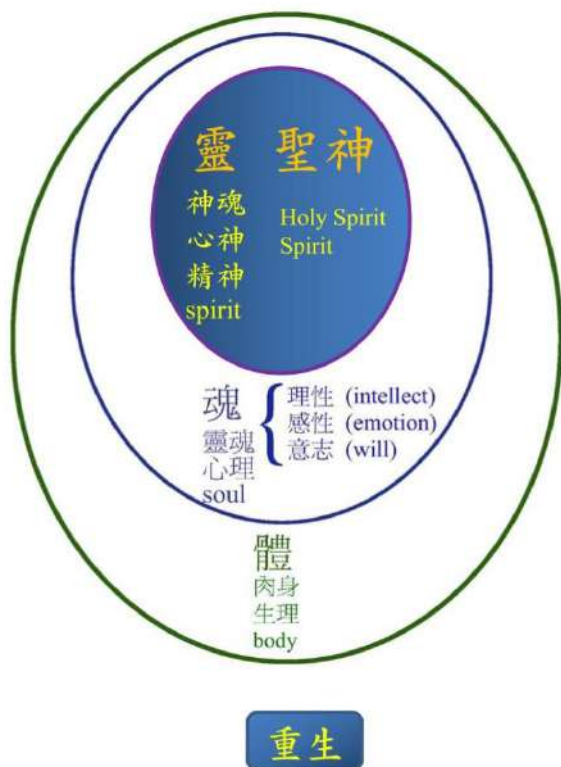 靈 聖神
神魂
心神
精神
spirit
Holy Spirit
Spirit
魂
靈魂
心理
soul
理性 (intellect)
感性 (emotion)
意志 (will)
體
肉身
生理
body
重生